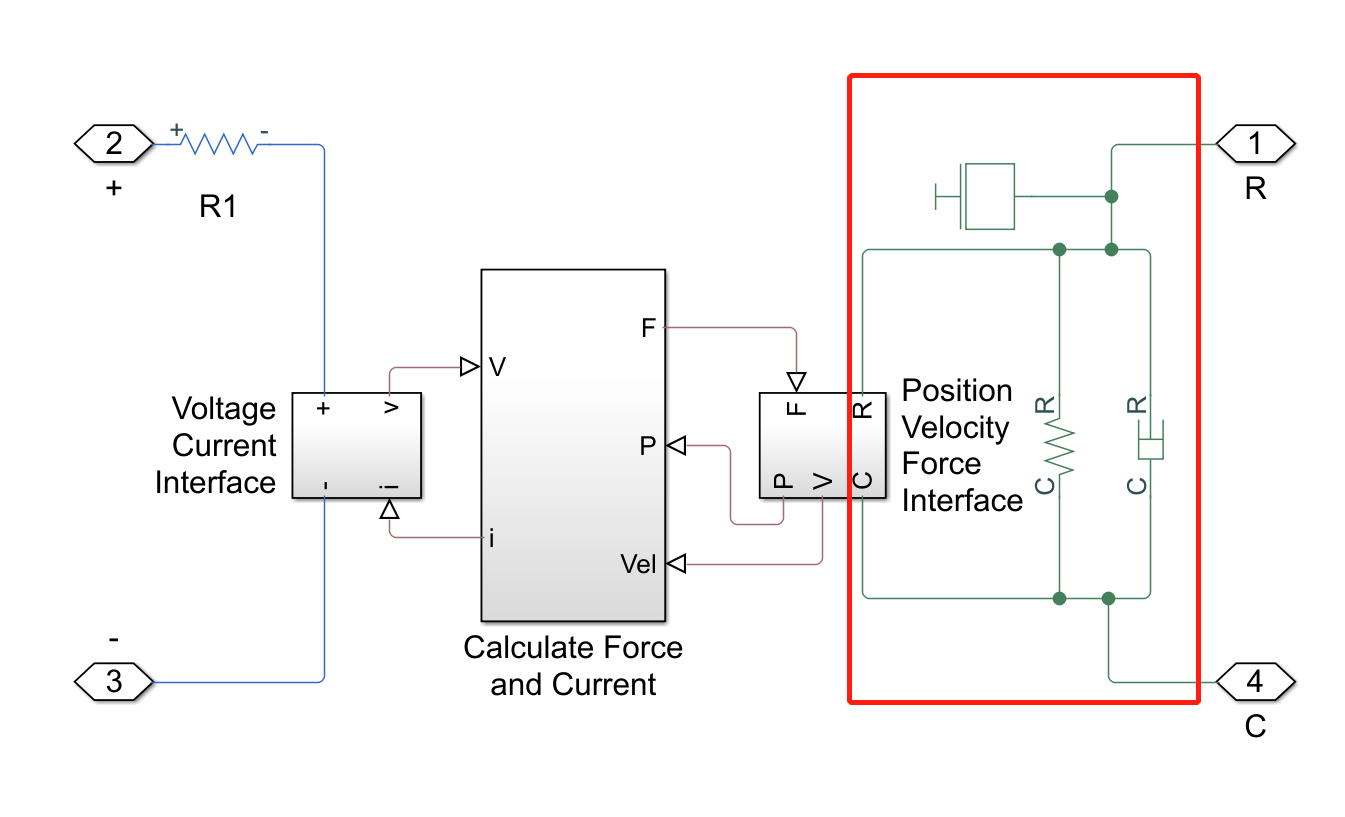 2
+
+ -
R1
1
R
F
V
P
i
Vel
Calculate Force
and Current
Voltage
Current
Interface
+ v
- i
F R
P V C
Position
Velocity
Force
Interface
R
C
R
C
-
3
4
C